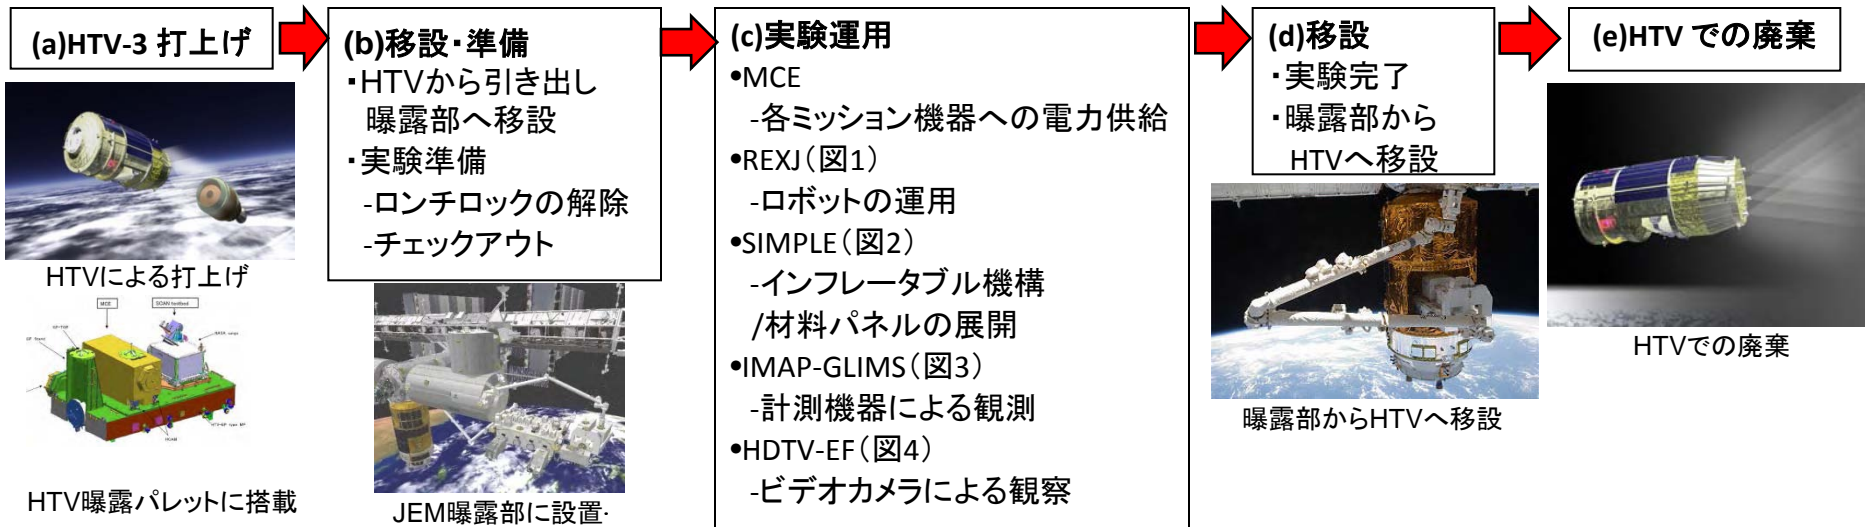 (a)HTV-3 打上げ
HTVによる打上げ
MCE
SCAN testbed
HTV曝露パレットに搭載
(b)移設・準備
・HTVから引き出し
曝露部へ移設
・実験準備
-ロンチロックの解除
-チェックアウト
JEM曝露部に設置・
(c)実験運用
•MCE
-各ミッション機器への電力供給
•REXJ（図1）
-ロボットの運用
•SIMPLE（図2）
-インフレータブル機構
/材料パネルの展開
•IMAP-GLIMS（図3）
-計測機器による観測
•HDTV-EF（図4）
-ビデオカメラによる観察
(d)移設
・実験完了
・曝露部から
HTVへ移設
曝露部からHTVへ移設
(e)HTV での廃棄
HTVでの廃棄